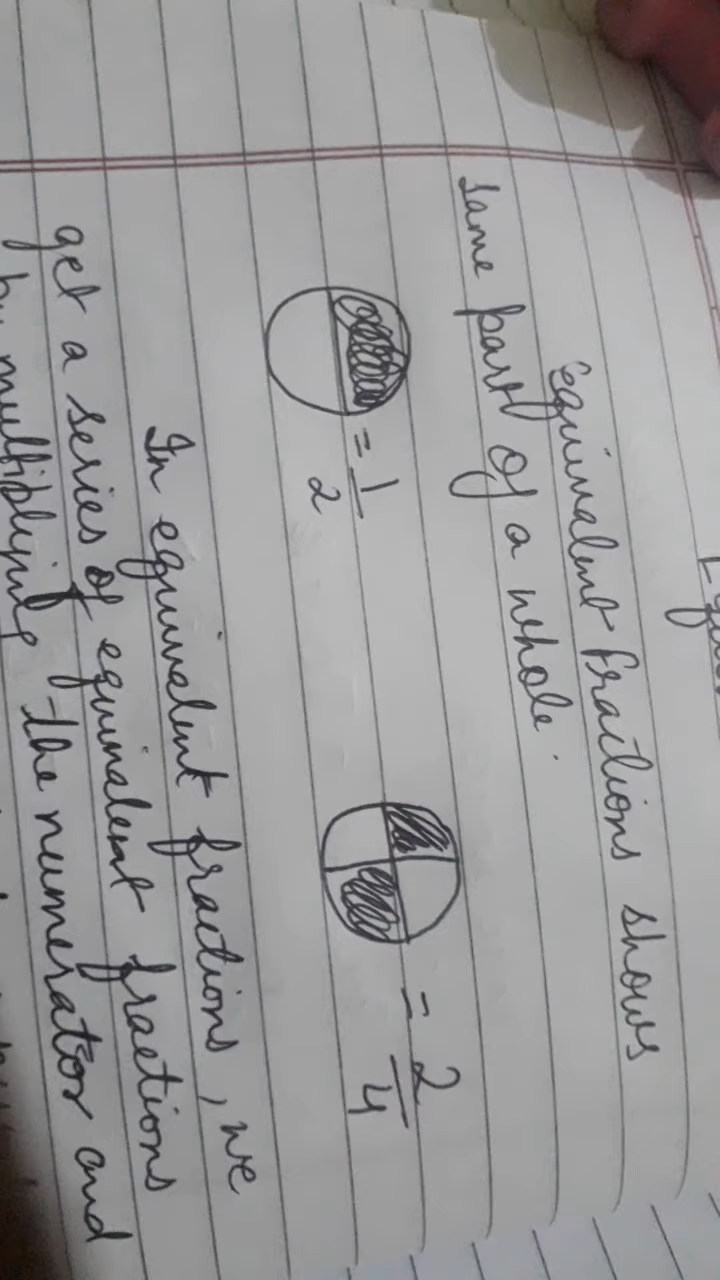 Equivalent fractions shows
same part of a whole.
= 1/2 = 2/4
In equivalent fractions, we
get a series of equivalent fractions
by multiplying the numerator and